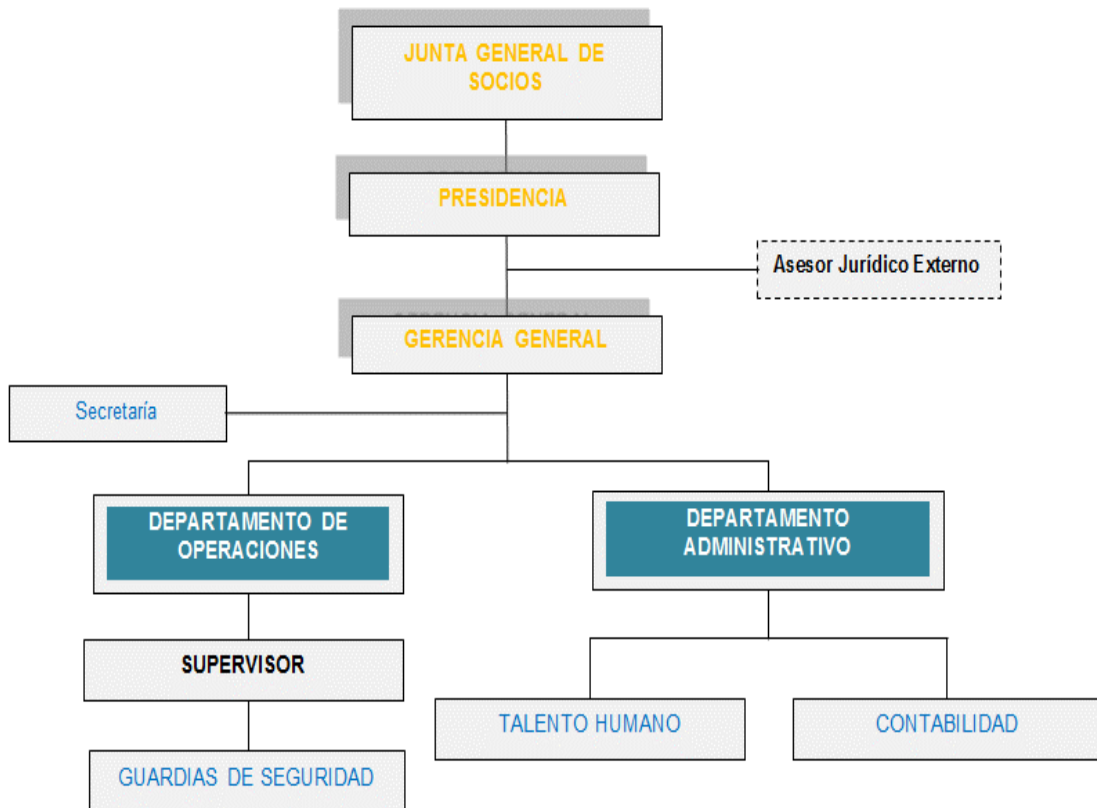 JUNTA GENERAL DE
SOCIOS
PRESIDENCIA
Asesor Jurídico Externo
GERENCIA GENERAL
Secretaría
DEPARTAMENTO DE
OPERACIONES
DEPARTAMENTO
ADMINISTRATIVO
SUPERVISOR
TALENTO HUMANO
CONTABILIDAD
GUARDIAS DE SEGURIDAD